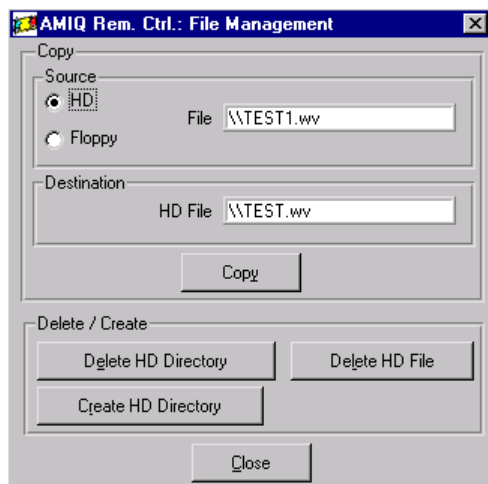 AMIQ Rem. Ctrl.: File Management
Copy
Source
HD
File \\TEST1.wv
Floppy
Destination
HD File \\TEST.wv
Copy
Delete / Create
Delete HD Directory Delete HD File
Create HD Directory
Close